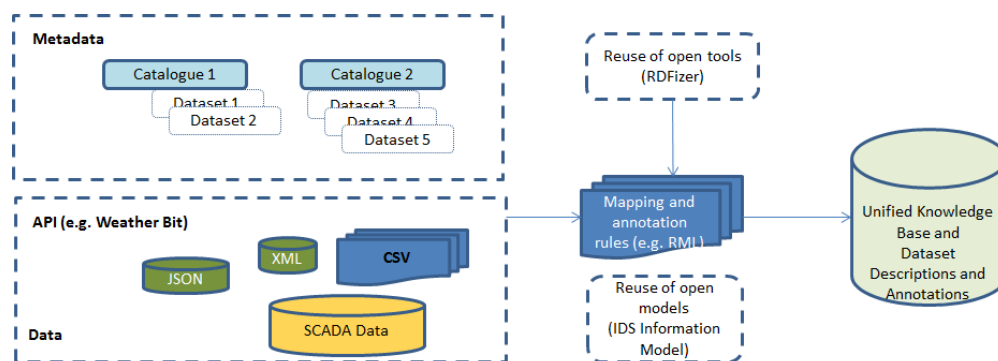 Metadata
Catalogue 1
Dataset 1
Dataset 2
Catalogue 2
Dataset 3
Dataset 4
Dataset 5
API (e.g. Weather Bit)
JSON
XML
CSV
SCADA Data
Data
Reuse of open tools
(RDFizer)
Mapping and
annotation
rules (e.g. RML)
Reuse of open
models
(IDS Information
Model)
Unified Knowledge
Base and
Dataset
Descriptions and
Annotations